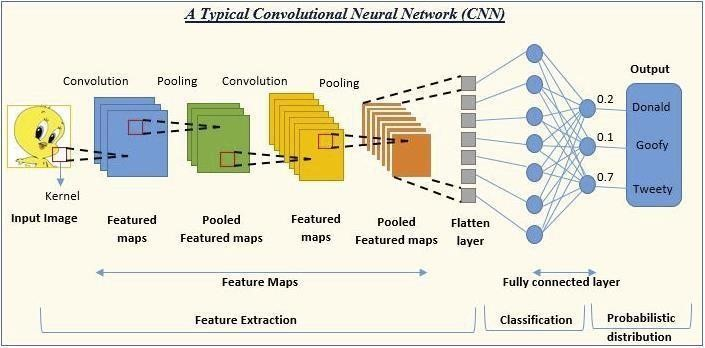 A Typical Convolutional Neural Network (CNN)
Convolution
Pooling
Convolution
Pooling
Output
0.2
Donald
0.1
Goofy
0.7
Tweety
Kernel
Input Image
Featured
maps
Pooled
Featured maps
Featured
maps
Pooled
Featured maps
Flatten
layer
Feature Maps
Fully connected layer
Feature Extraction
Classification
Probabilistic
distribution